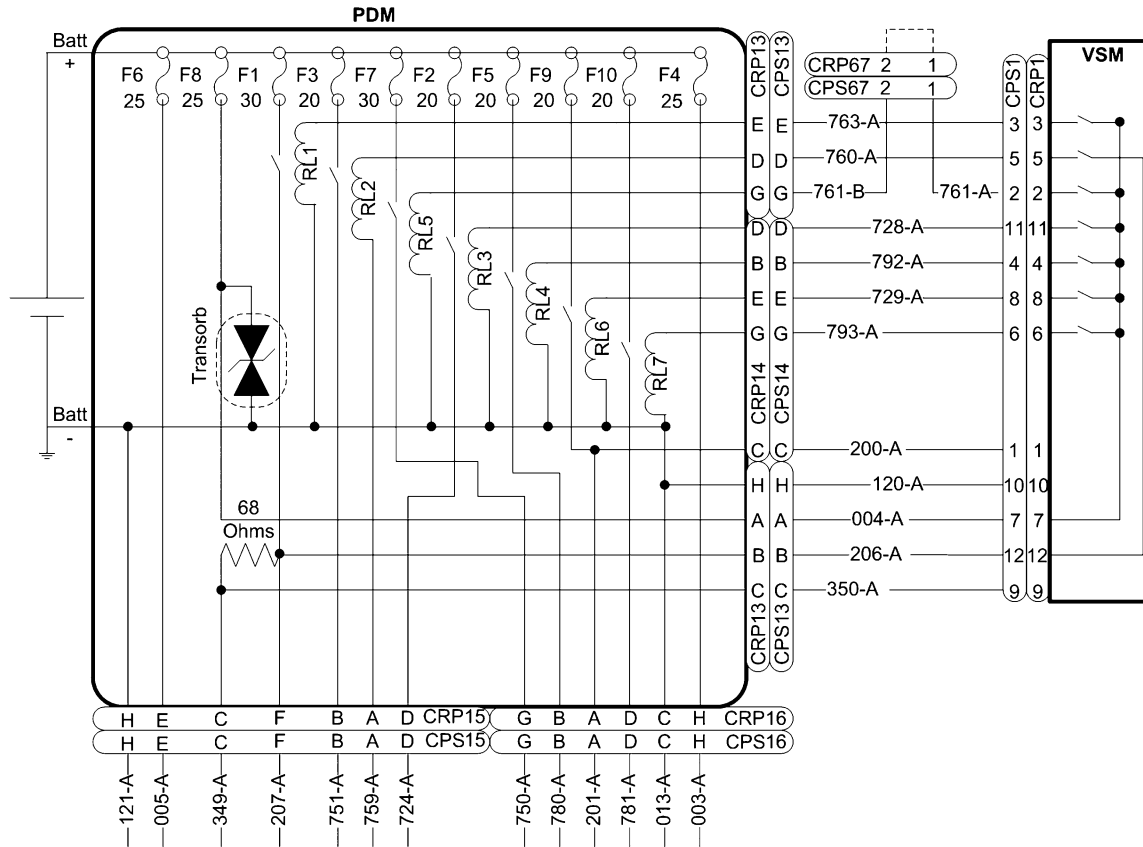 PDM
Batt
+
F6 F8 F1 F3 F7 F2 F5 F9 F10 F4
25 25 30 20 30 20 20 20 20 25
CRP13 CPS13
CRP67 2 1
CPS67 2 1
CPS1 CRP1
VSM
RL1
RL2
RL5
RL3
RL4
RL6
RL7
E E 763-A 3 3
D D 760-A 5 5
G G 761-B 761-A 2 2
D D 728-A 11 11
B B 792-A 4 4
E E 729-A 8 8
G G 793-A 6 6
CRP14 CPS14
Transorb
Batt
-
C C 200-A 1 1
H H 120-A 10 10
68
Ohms
A A 004-A 7 7
B B 206-A 12 12
C C 350-A 9 9
CRP13 CPS13
H E C F B A D CRP15 G B A D C H CRP16
H E C F B A D CPS15 G B A D C H CPS16
121-A 005-A 349-A 207-A 751-A 759-A 724-A 750-A 780-A 201-A 781-A 013-A 003-A